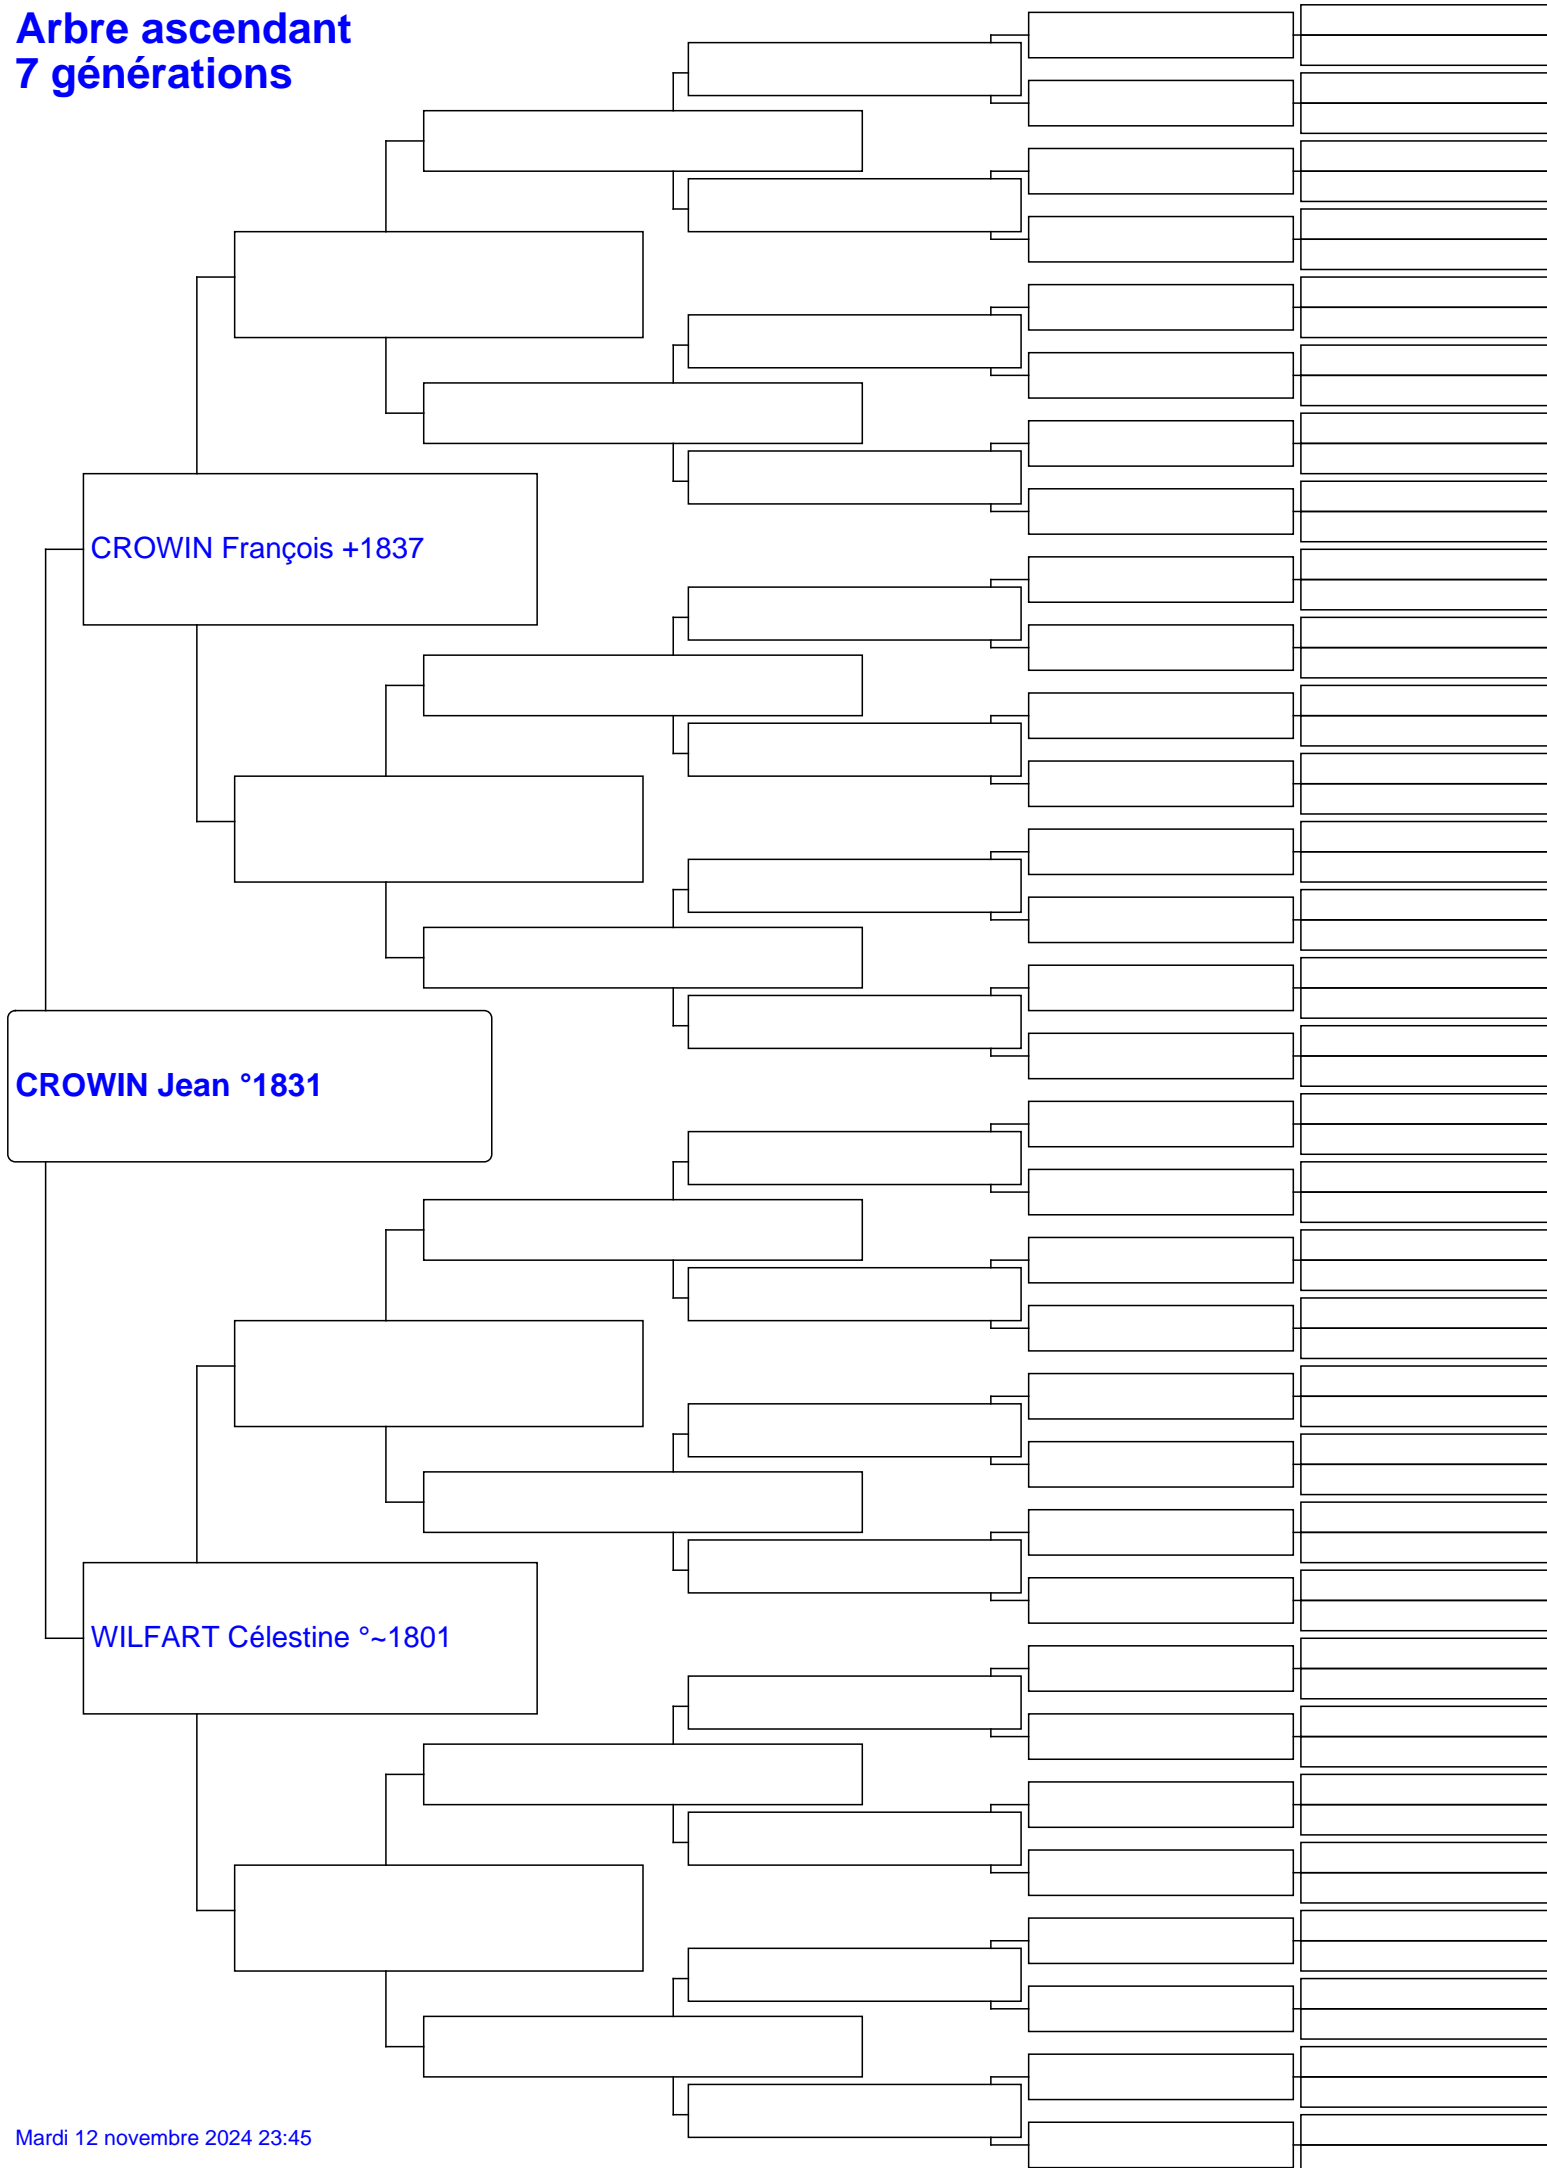 Arbre ascendant
7 générations
CROWIN François +1837
CROWIN Jean °1831
WILFART Célestine °~1801
Mardi 12 novembre 2024 23:45